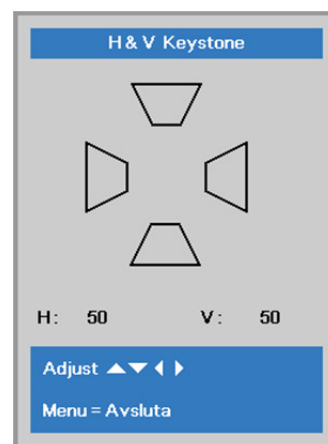 H & V Keystone
H: 50 V: 50
Adjust ▲▼◀▶
Menu = Avsluta